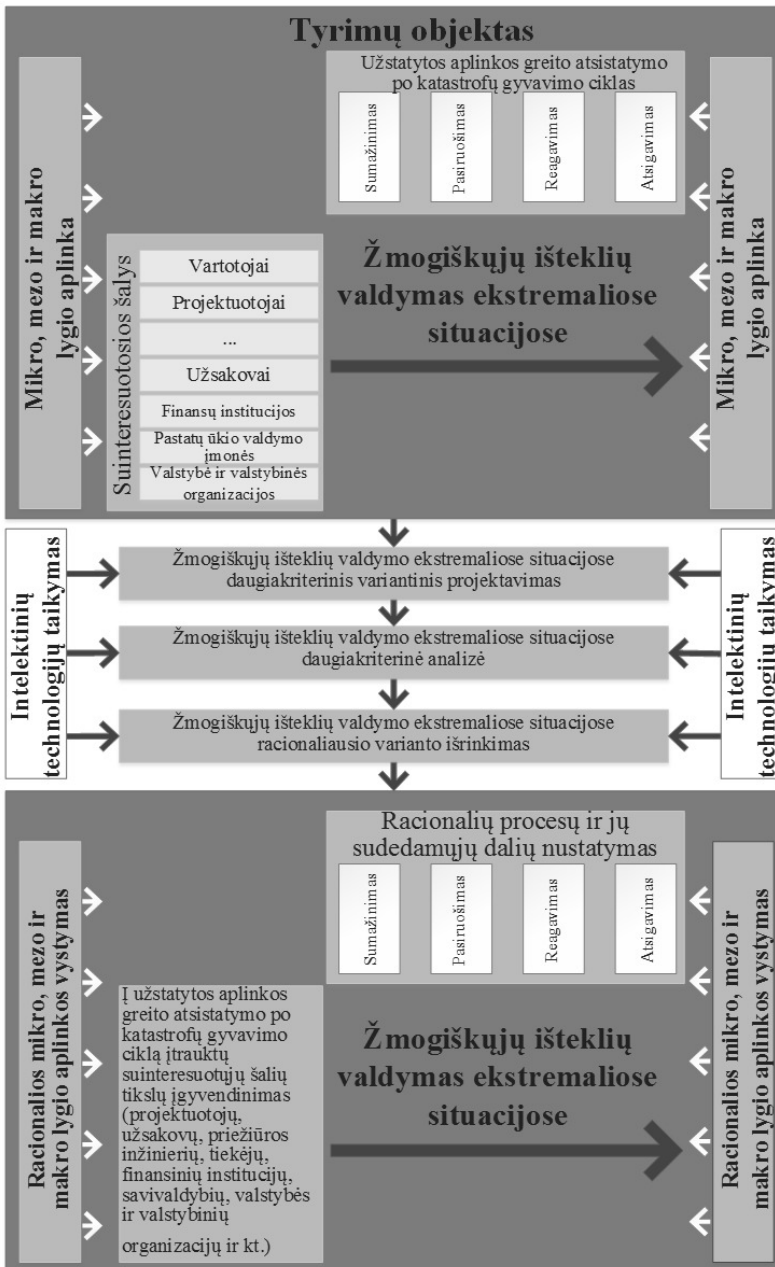 Tyrimų objektas
Mikro, mezo ir makro
lygio aplinka
Užstatytos aplinkos greito atsistatymo
po katastrofų gyvavimo ciklas
Sumažinimas
Pasiruošimas
Reagavimas
Atsigavimas
Suinteresuotosios šalys
Vartotojai
Projektuotojai
...
Užsakovai
Finansų institucijos
Pastatų ūkio valdymo
įmonės
Valstybė ir valstybinės
organizacijos
Žmogiškųjų išteklių
valdymas ekstremaliose
situacijose
Mikro, mezo ir makro
lygio aplinka
Intelektinių
technologijų taikymas
Žmogiškųjų išteklių valdymo ekstremaliose situacijose
daugiakriterinis variantinis projektavimas
Žmogiškųjų išteklių valdymo ekstremaliose situacijose
daugiakriterinė analizė
Žmogiškųjų išteklių valdymo ekstremaliose situacijose
racionaliausio varianto išrinkimas
Intelektinių
technologijų taikymas
Racionalios mikro, mezo ir
makro lygio aplinkos vystymas
Racionalių procesų ir jų
sudedamųjų dalių nustatymas
Sumažinimas
Pasiruošimas
Reagavimas
Atsigavimas
Į užstatytos aplinkos
greito atsistatymo po
katastrofų gyvavimo
ciklą įtrauktų
suinteresuotųjų šalių
tikslų įgyvendinimas
(projektuotojų,
užsakovų, priežiūros
inžinierių, tiekėjų,
finansinių institucijų,
savivaldybių, valstybės
ir valstybinių
organizacijų ir kt.)
Žmogiškųjų išteklių
valdymas ekstremaliose
situacijose
Racionalios mikro, mezo ir
makro lygio aplinkos vystymas